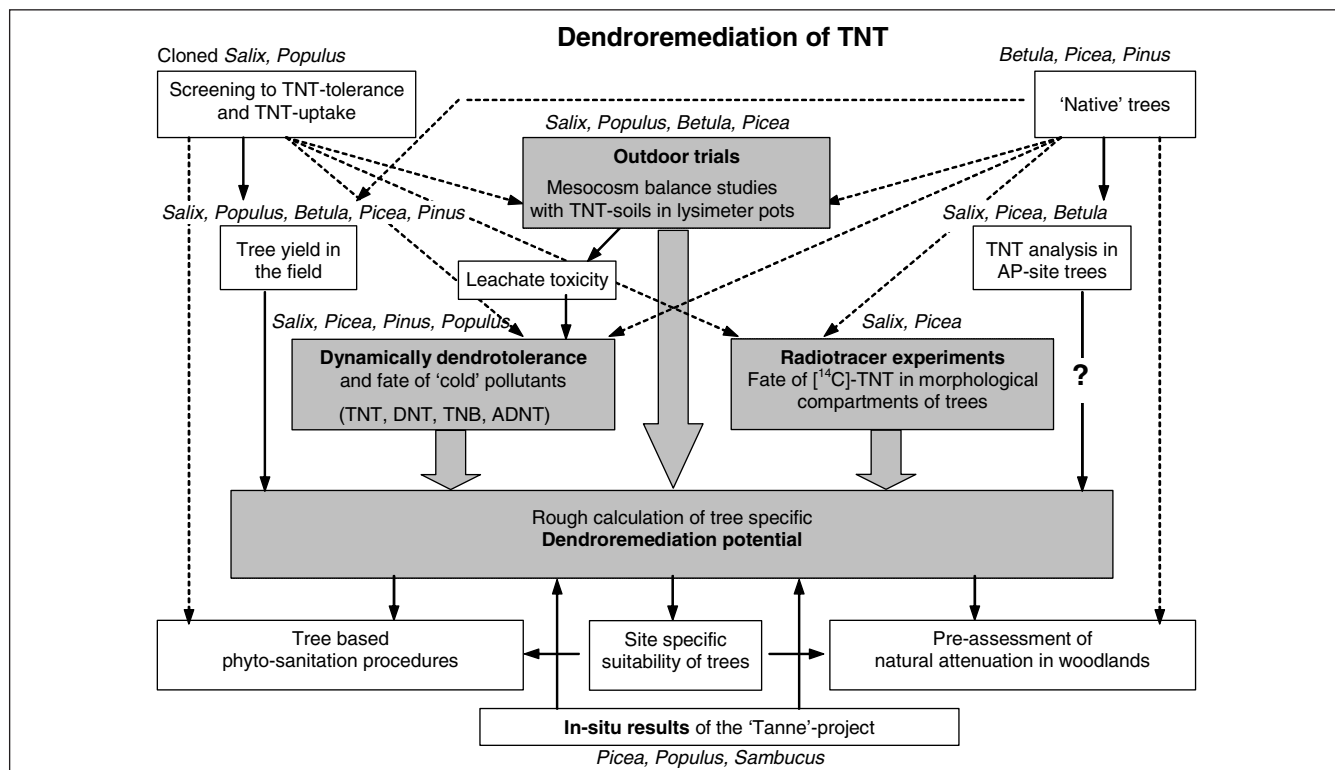 Dendroremediation of TNT
Cloned Salix, Populus
Betula, Picea, Pinus
Screening to TNT-tolerance
and TNT-uptake
‘Native’ trees
Salix, Populus, Betula, Picea
Outdoor trials
Mesocosm balance studies
with TNT-soils in lysimeter pots
Salix, Populus, Betula, Picea, Pinus
Salix, Picea, Betula
Tree yield in
the field
TNT analysis in
AP-site trees
Leachate toxicity
Salix, Picea, Pinus, Populus
Salix, Picea
Dynamically dendrotolerance
and fate of ‘cold’ pollutants
(TNT, DNT, TNB, ADNT)
Radiotracer experiments
Fate of [14C]-TNT in morphological
compartments of trees
?
Rough calculation of tree specific
Dendroremediation potential
Tree based
phyto-sanitation procedures
Site specific
suitability of trees
Pre-assessment of
natural attenuation in woodlands
In-situ results of the ‘Tanne’-project
Picea, Populus, Sambucus